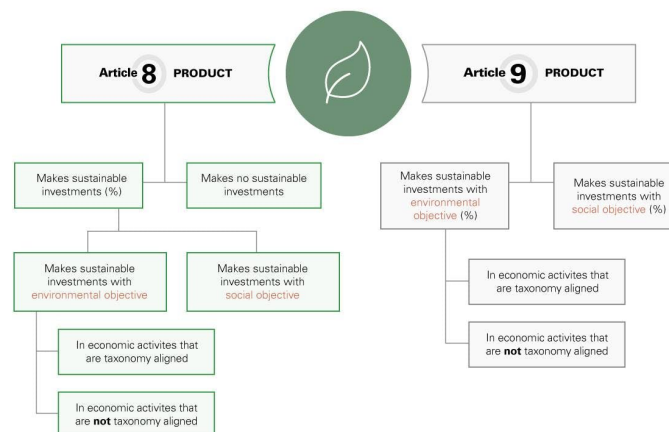 Article 8 PRODUCT
Article 9 PRODUCT
Makes sustainable
investments (%)
Makes no sustainable
investments
Makes sustainable
investments with
environmental objective
Makes sustainable
investments with
social objective
In economic activites that
are taxonomy aligned
In economic activites that
are not taxonomy aligned
Makes sustainable
investments with
environmental
objective (%)
Makes sustainable
investments with
social objective (%)
In economic activites that
are taxonomy aligned
In economic activites that
are not taxonomy aligned